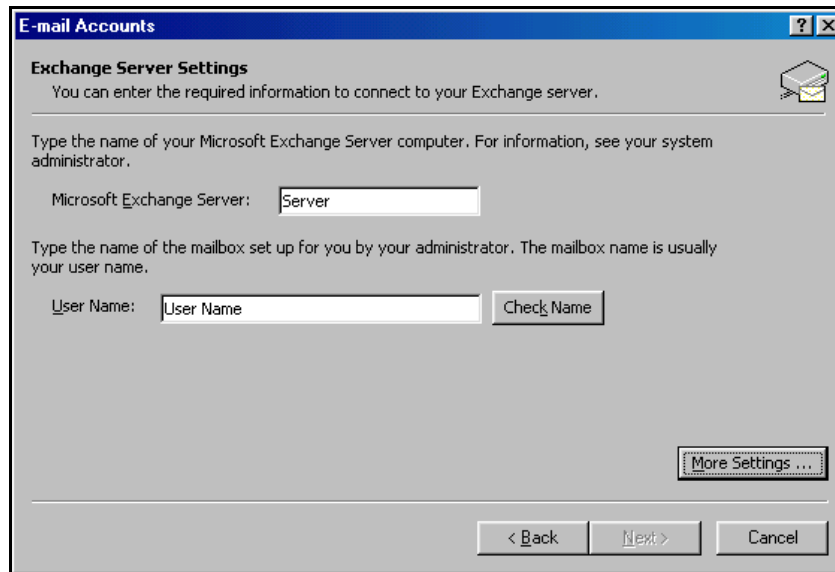 E-mail Accounts
Exchange Server Settings
You can enter the required information to connect to your Exchange server.
Type the name of your Microsoft Exchange Server computer. For information, see your system
administrator.
Microsoft Exchange Server: Server
Type the name of the mailbox set up for you by your administrator. The mailbox name is usually
your user name.
User Name: User Name Check Name
More Settings ...
< Back Next > Cancel